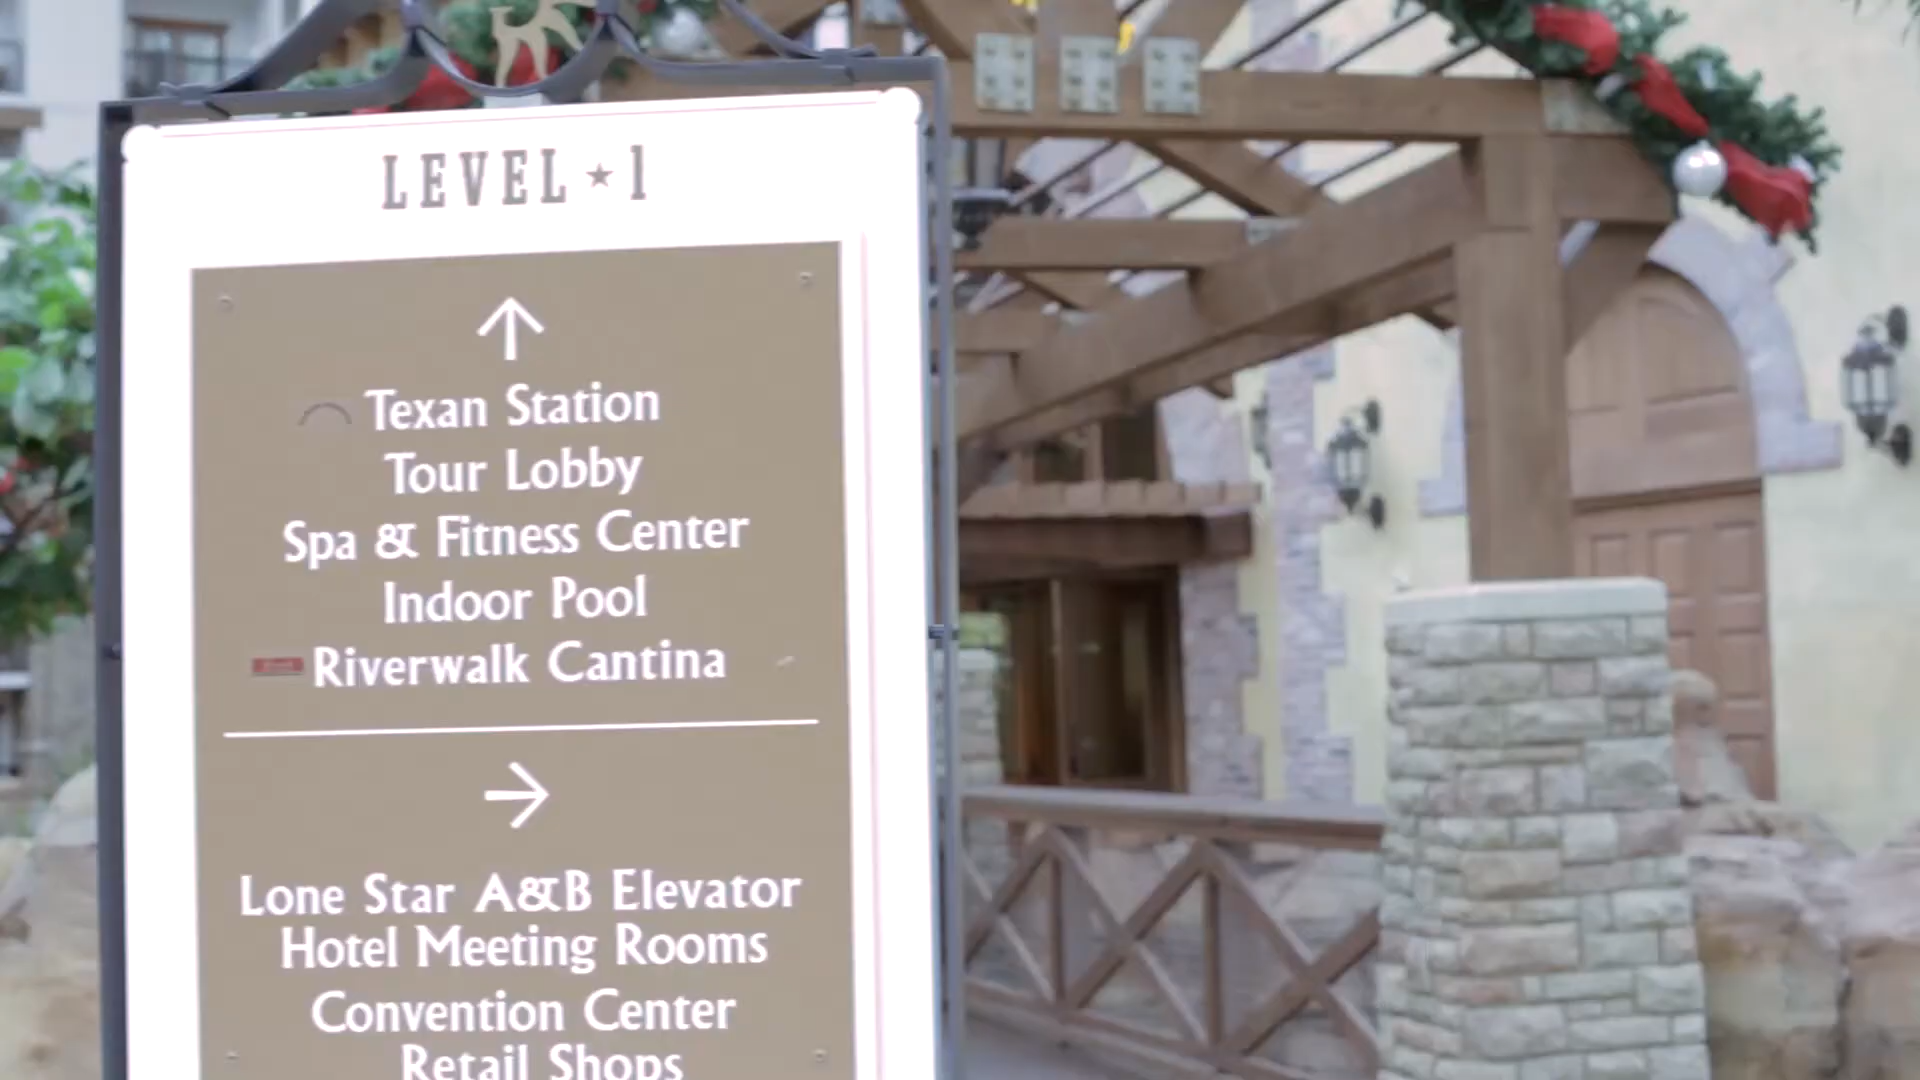 LEVEL ★ 1
↑
Texan Station
Tour Lobby
Spa & Fitness Center
Indoor Pool
Riverwalk Cantina
→
Lone Star A&B Elevator
Hotel Meeting Rooms
Convention Center
Retail Shops